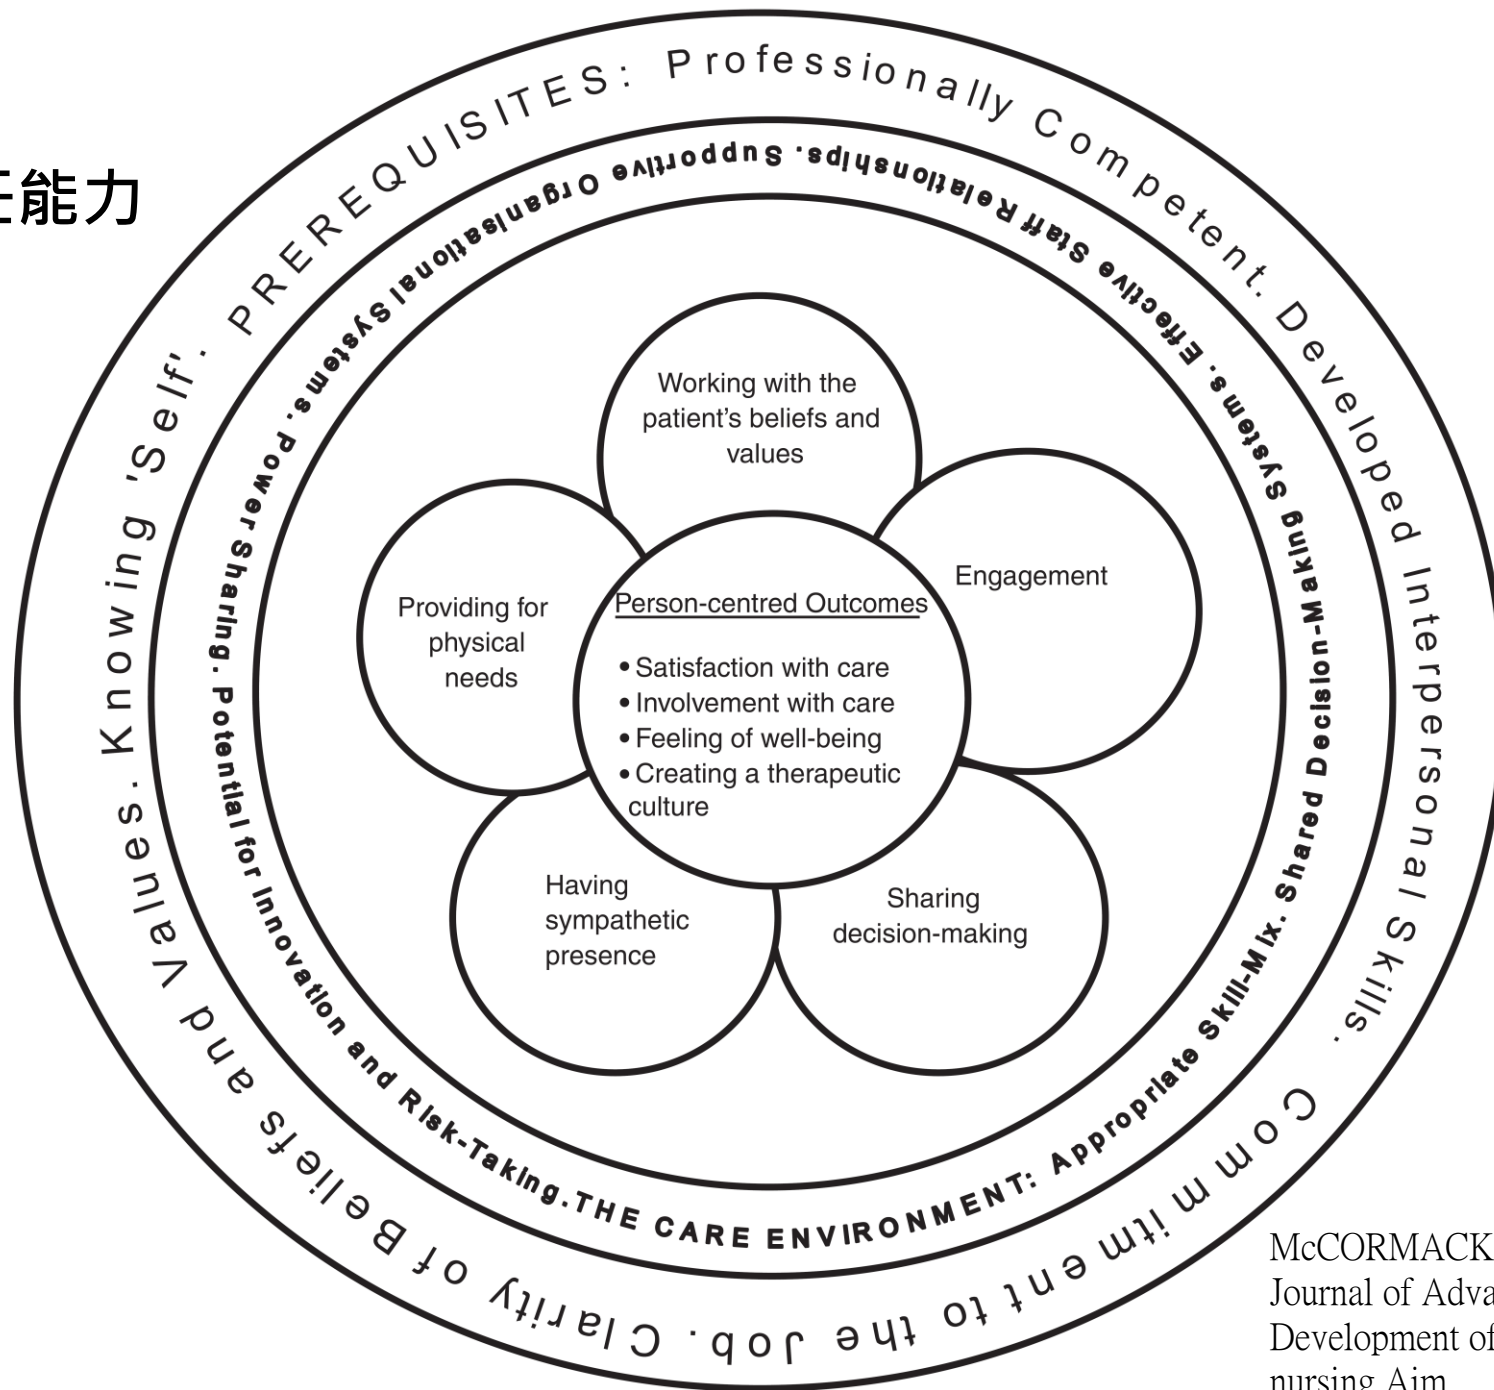 能力
PREREQUISITES: Professionally Competent. Developed Interpersonal Skills. Commitment to the Job. Clarity of Beliefs and Values. Knowing 'Self'.
THE CARE ENVIRONMENT: Appropriate Skill-Mix. Shared Decision-Making Systems. Effective Staff Relationships. Supportive Organisational Systems. Power Sharing. Potential for Innovation and Risk-Taking.
Working with the
patient’s beliefs and
values
Engagement
Providing for
physical
needs
Person-centred Outcomes
• Satisfaction with care
• Involvement with care
• Feeling of well-being
• Creating a therapeutic
culture
Having
sympathetic
presence
Sharing
decision-making
McCORMACK
Journal of Adva
Development of
nursing Aim